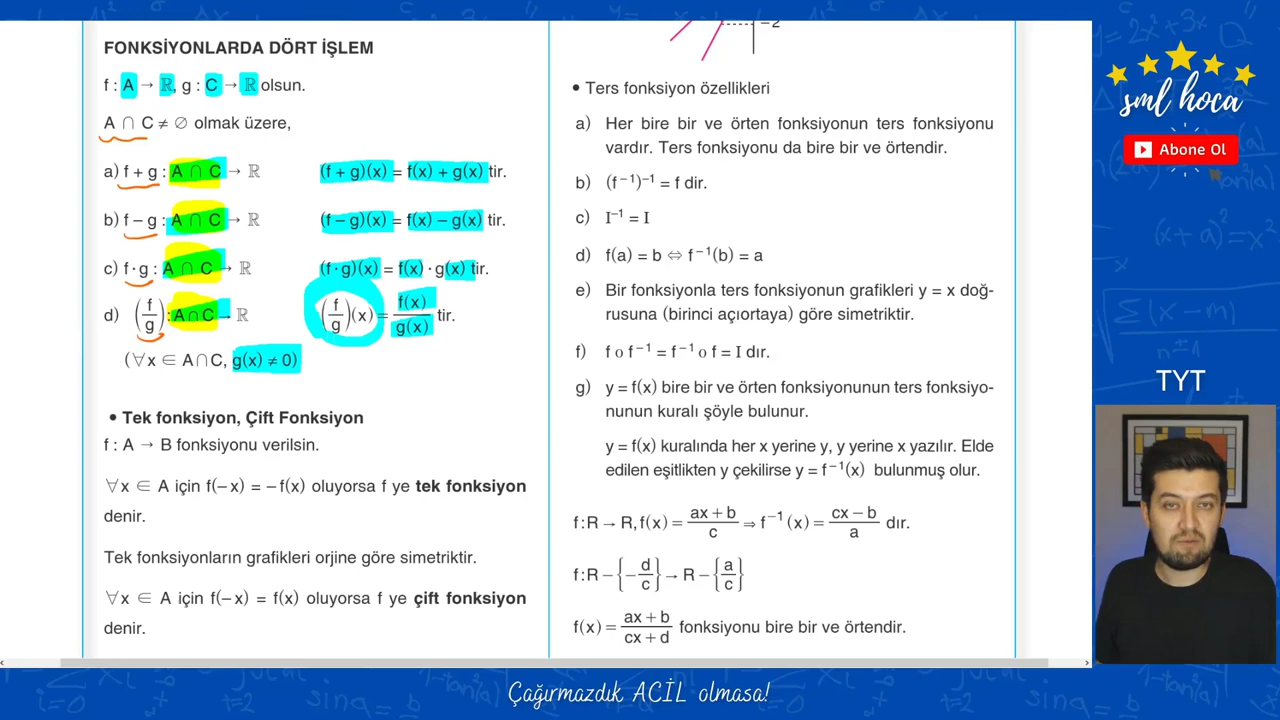 FONKSİYONLARDA DÖRT İŞLEM
f : A → ℝ, g : C → ℝ olsun.
A ∩ C ≠ ∅ olmak üzere,
a) f + g : A ∩ C → ℝ (f + g)(x) = f(x) + g(x) tir.
b) f − g : A ∩ C → ℝ (f − g)(x) = f(x) − g(x) tir.
c) f · g : A ∩ C → ℝ (f · g)(x) = f(x) · g(x) tir.
d) (f/g) : A ∩ C → ℝ (f/g)(x) = f(x)/g(x) tir.
(∀x ∈ A∩C, g(x) ≠ 0)
• Tek fonksiyon, Çift Fonksiyon
f : A → B fonksiyonu verilsin.
∀x ∈ A için f(−x) = −f(x) oluyorsa f ye tek fonksiyon
denir.
Tek fonksiyonların grafikleri orjine göre simetriktir.
∀x ∈ A için f(−x) = f(x) oluyorsa f ye çift fonksiyon
denir.
−2
• Ters fonksiyon özellikleri
a) Her bire bir ve örten fonksiyonun ters fonksiyonu
vardır. Ters fonksiyonu da bire bir ve örtendir.
b) (f⁻¹)⁻¹ = f dir.
c) I⁻¹ = I
d) f(a) = b ⇔ f⁻¹(b) = a
e) Bir fonksiyonla ters fonksiyonun grafikleri y = x doğ-
rusuna (birinci açıortaya) göre simetriktir.
f) f o f⁻¹ = f⁻¹ o f = I dır.
g) y = f(x) bire bir ve örten fonksiyonunun ters fonksiyo-
nunun kuralı şöyle bulunur.
y = f(x) kuralında her x yerine y, y yerine x yazılır. Elde
edilen eşitlikten y çekilirse y = f⁻¹(x) bulunmuş olur.
f : R → R, f(x) = (ax + b)/c ⇒ f⁻¹(x) = (cx − b)/a dır.
f : R − {−d/c} → R − {a/c}
f(x) = (ax + b)/(cx + d) fonksiyonu bire bir ve örtendir.
sml hoca
Abone Ol
TYT
Çağırmazdık ACİL olmasa!